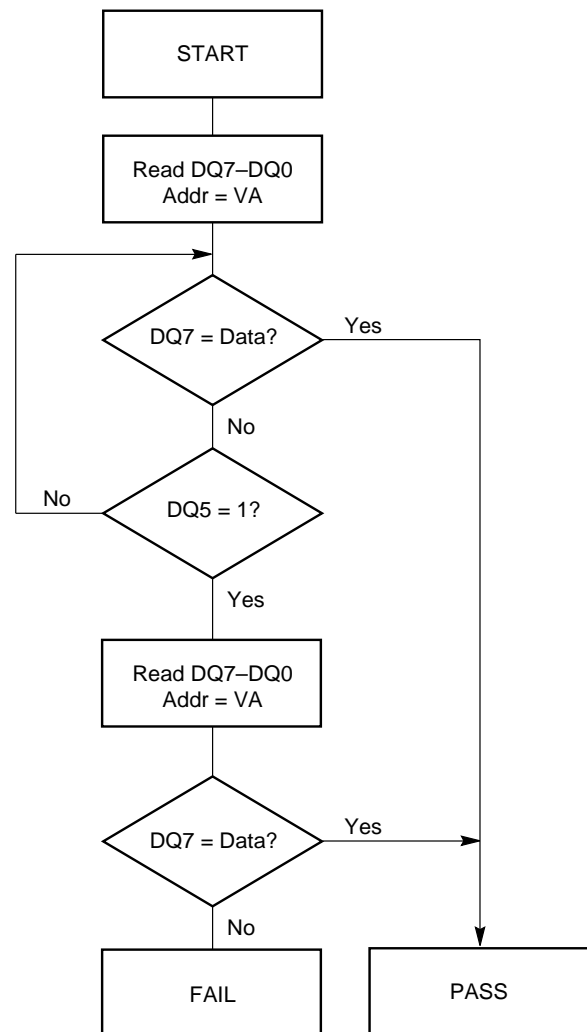 START
Read DQ7–DQ0
Addr = VA
DQ7 = Data?
Yes
No
No
DQ5 = 1?
Yes
Read DQ7–DQ0
Addr = VA
DQ7 = Data?
Yes
No
FAIL
PASS